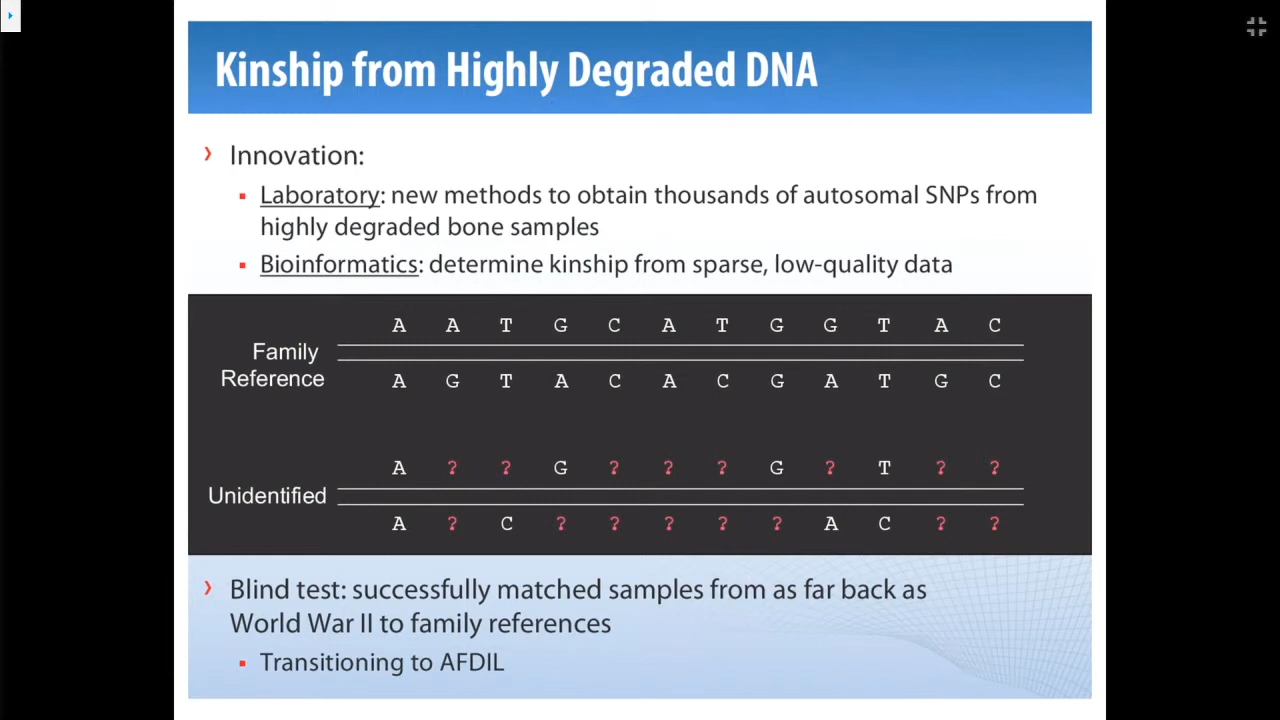 Kinship from Highly Degraded DNA
› Innovation:
▪ Laboratory: new methods to obtain thousands of autosomal SNPs from
highly degraded bone samples
▪ Bioinformatics: determine kinship from sparse, low-quality data
A A T G C A T G G T A C
Family
Reference
A G T A C A C G A T G C
A ? ? G ? ? ? G ? T ? ?
Unidentified
A ? C ? ? ? ? ? A C ? ?
› Blind test: successfully matched samples from as far back as
World War II to family references
▪ Transitioning to AFDIL